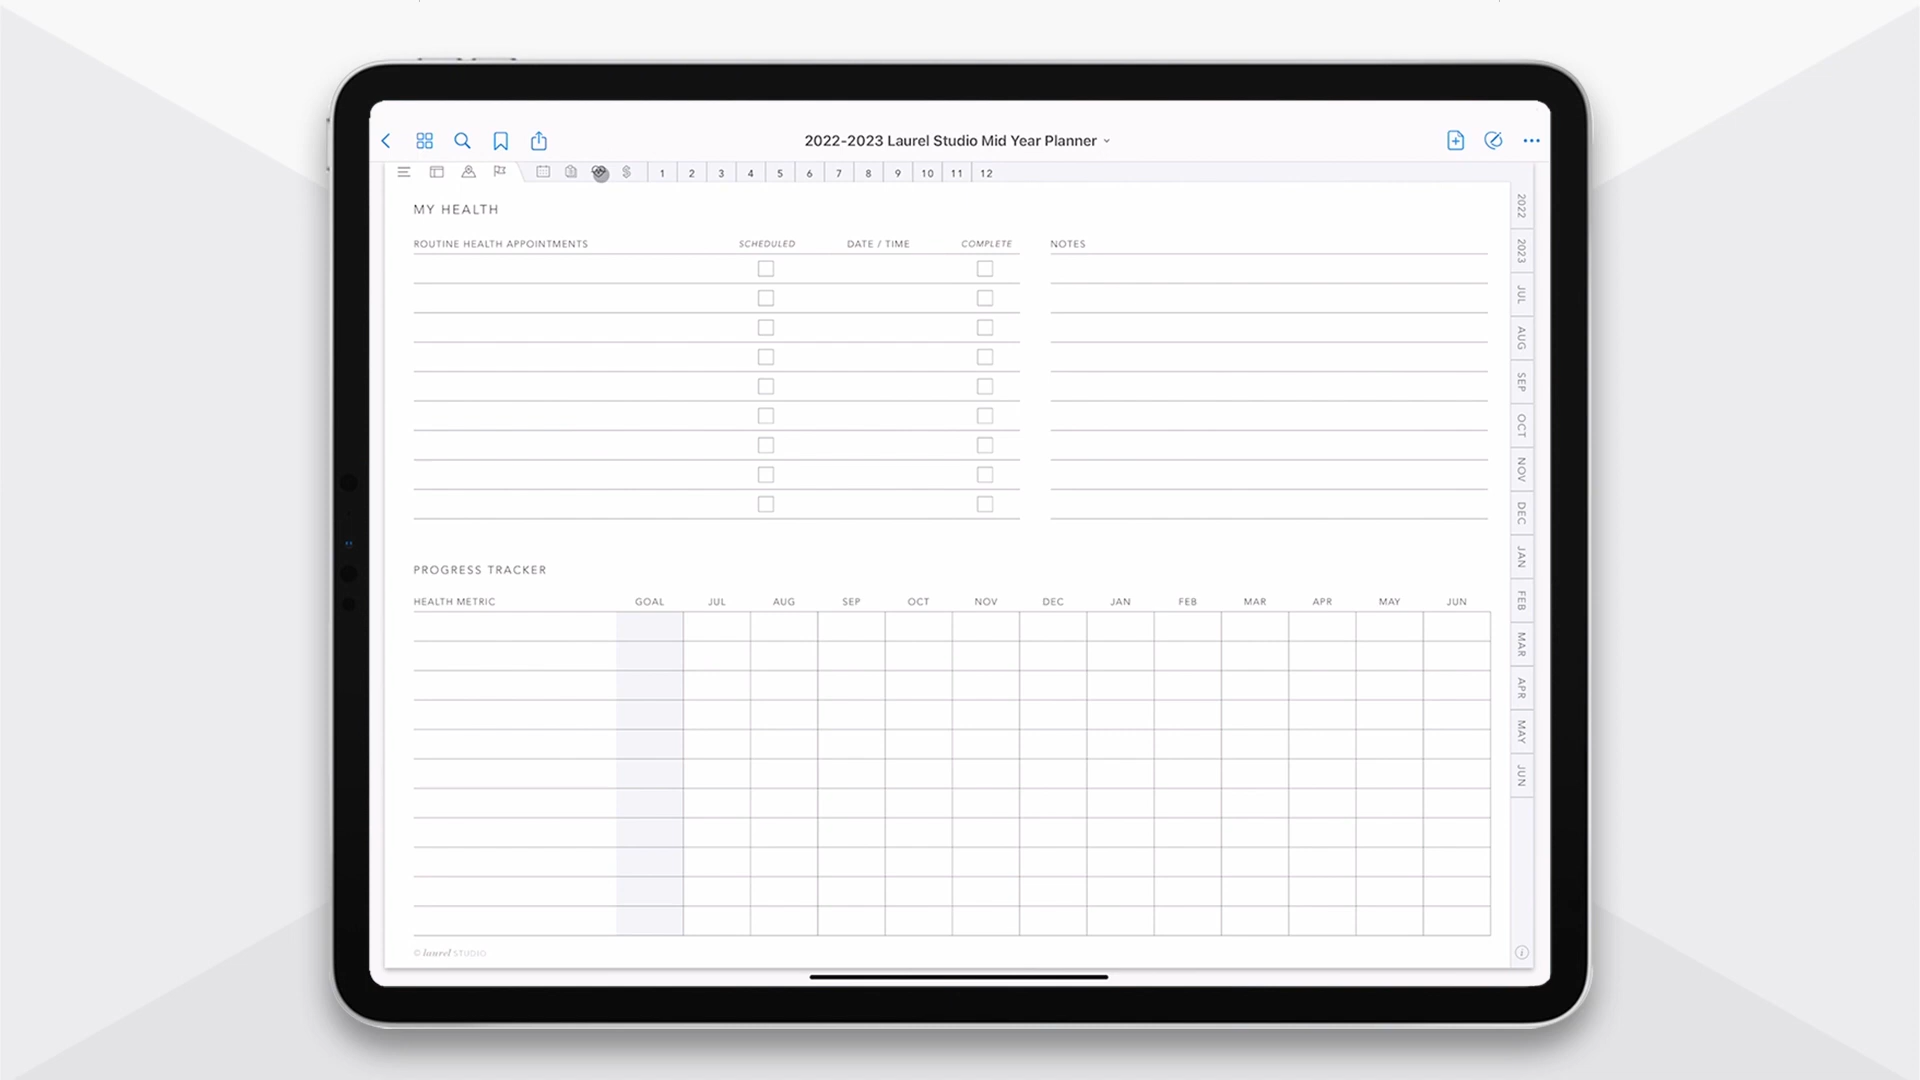 2022-2023 Laurel Studio Mid Year Planner
1 2 3 4 5 6 7 8 9 10 11 12
MY HEALTH
ROUTINE HEALTH APPOINTMENTS SCHEDULED DATE / TIME COMPLETE NOTES
PROGRESS TRACKER
HEALTH METRIC GOAL JUL AUG SEP OCT NOV DEC JAN FEB MAR APR MAY JUN
© laurel STUDIO
2022
2023
JUL
AUG
SEP
OCT
NOV
DEC
JAN
FEB
MAR
APR
MAY
JUN